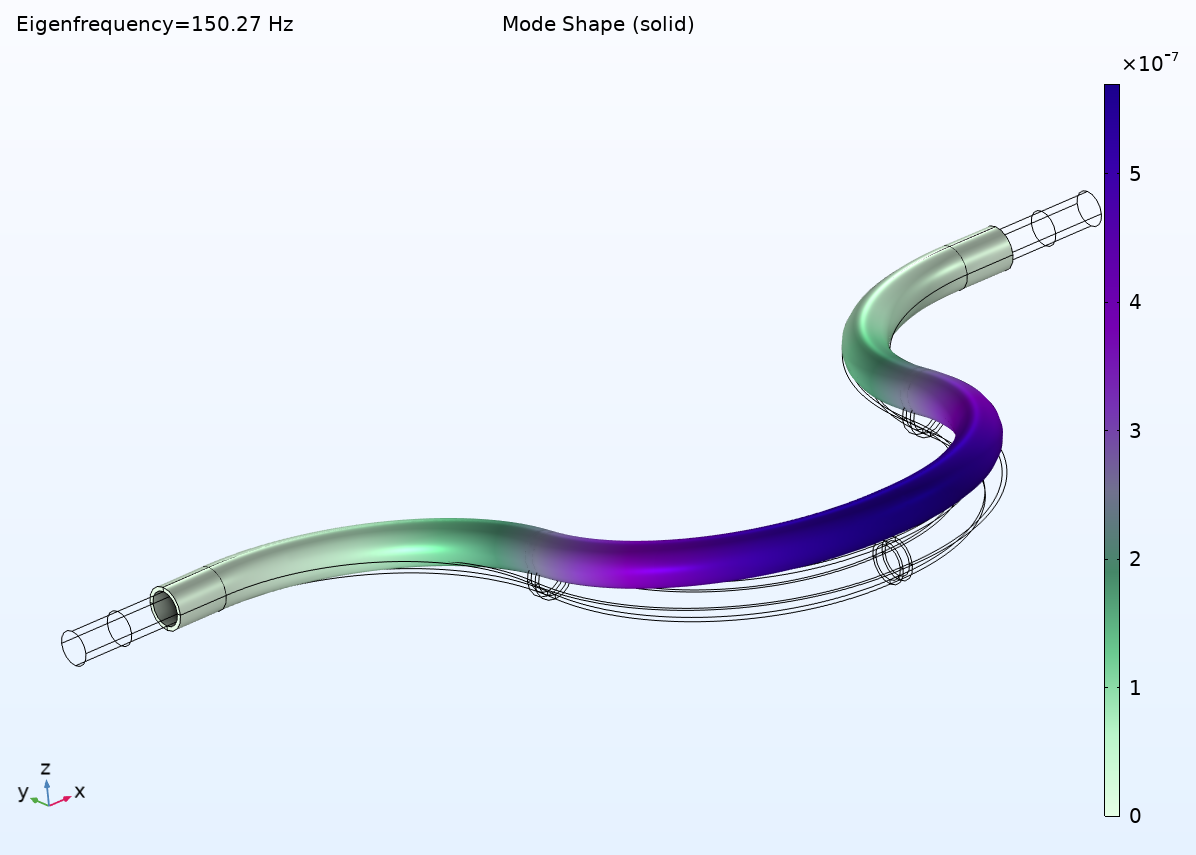 Eigenfrequency=150.27 Hz
Mode Shape (solid)
×10⁻⁷
5
4
3
2
1
0
z
y
x